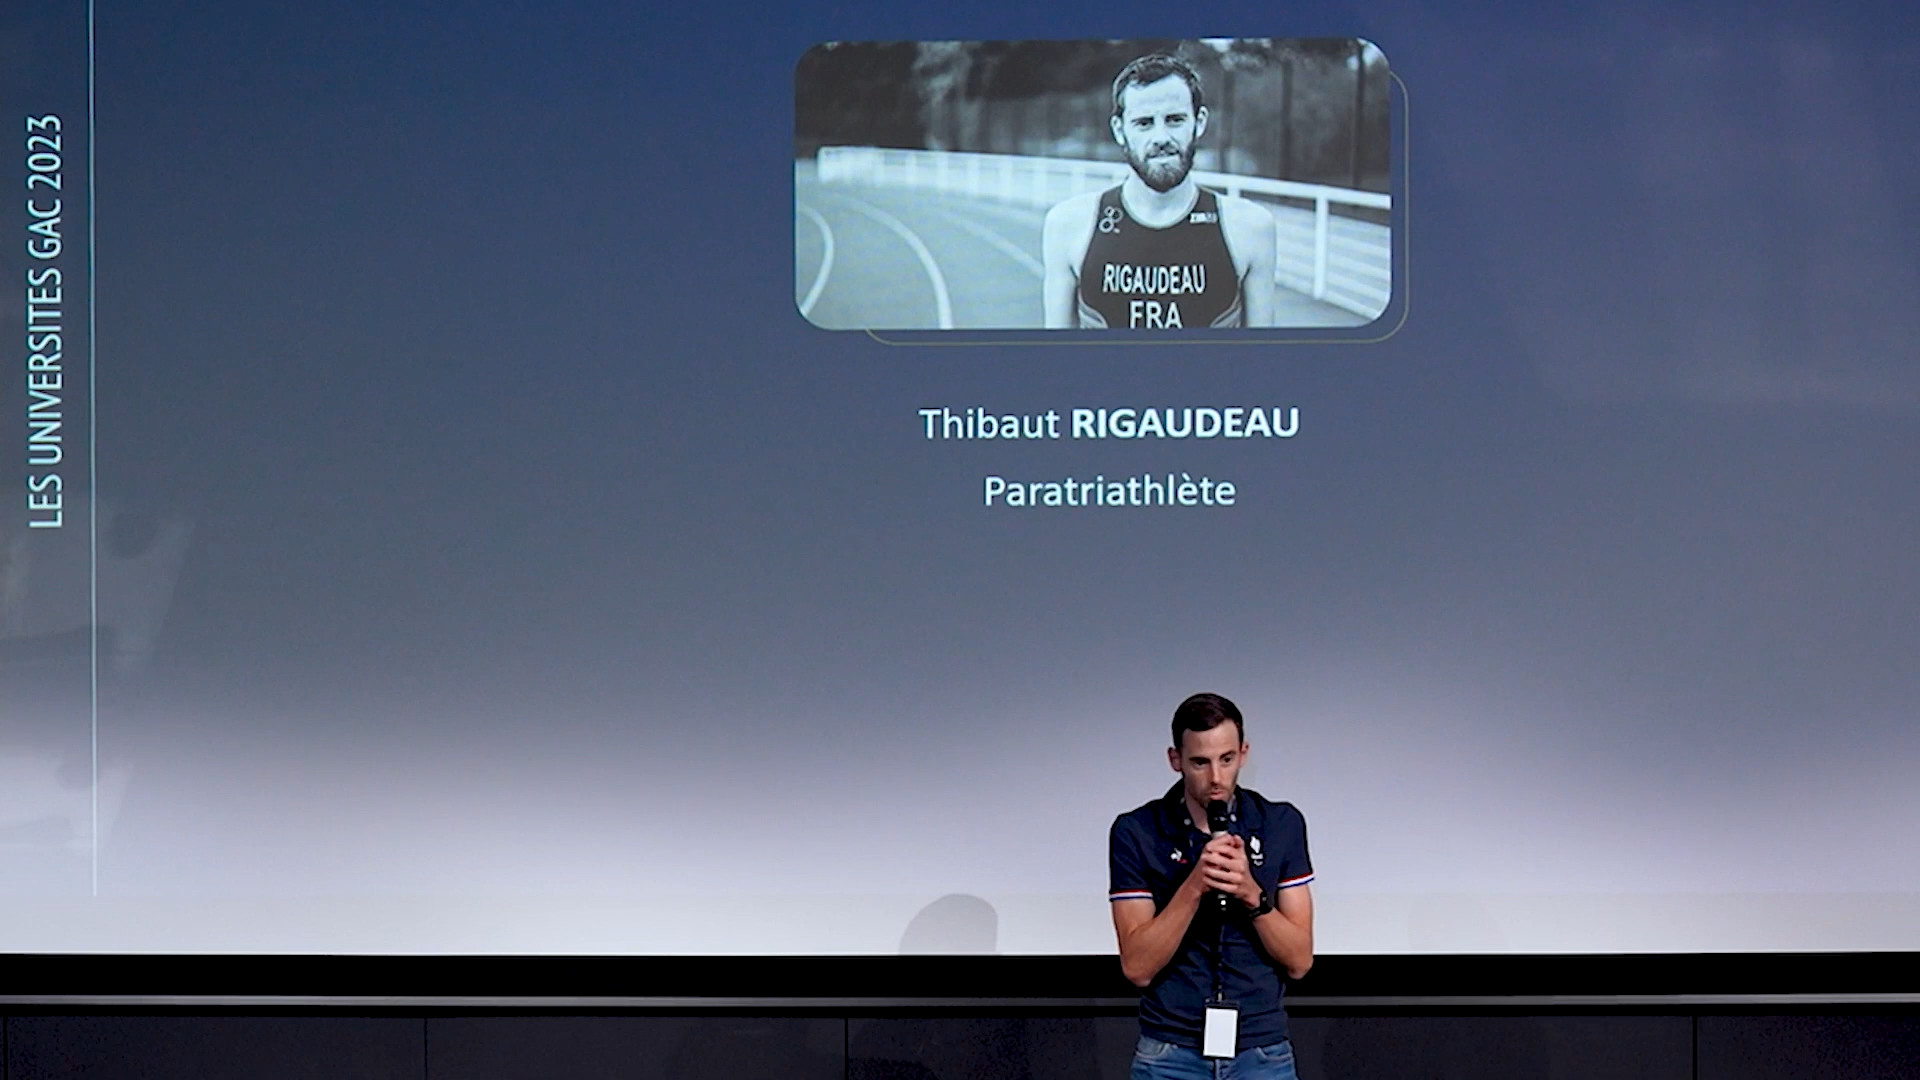 LES UNIVERSITES GAC 2023
RIGAUDEAU
FRA
Thibaut RIGAUDEAU
Paratriathlète